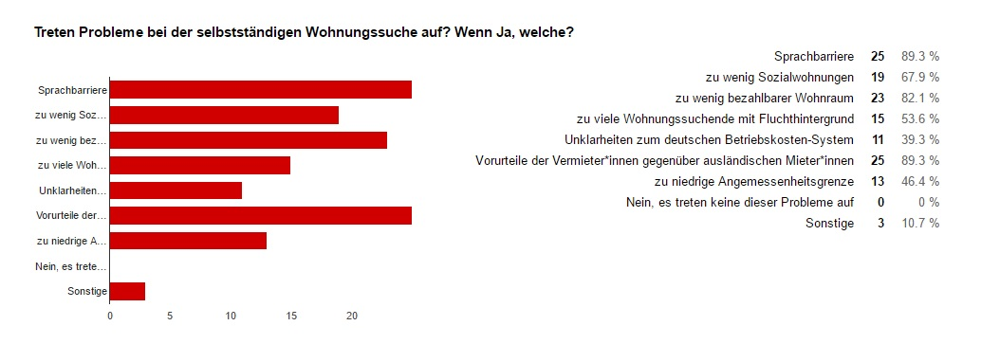 Treten Probleme bei der selbstständigen Wohnungssuche auf? Wenn Ja, welche?
Sprachbarriere
zu wenig Soz…
zu wenig bez…
zu viele Woh…
Unklarheiten…
Vorurteile der…
zu niedrige A…
Nein, es trete…
Sonstige
0 5 10 15 20
Sprachbarriere 25 89.3 %
zu wenig Sozialwohnungen 19 67.9 %
zu wenig bezahlbarer Wohnraum 23 82.1 %
zu viele Wohnungssuchende mit Fluchthintergrund 15 53.6 %
Unklarheiten zum deutschen Betriebskosten-System 11 39.3 %
Vorurteile der Vermieter*innen gegenüber ausländischen Mieter*innen 25 89.3 %
zu niedrige Angemessenheitsgrenze 13 46.4 %
Nein, es treten keine dieser Probleme auf 0 0 %
Sonstige 3 10.7 %